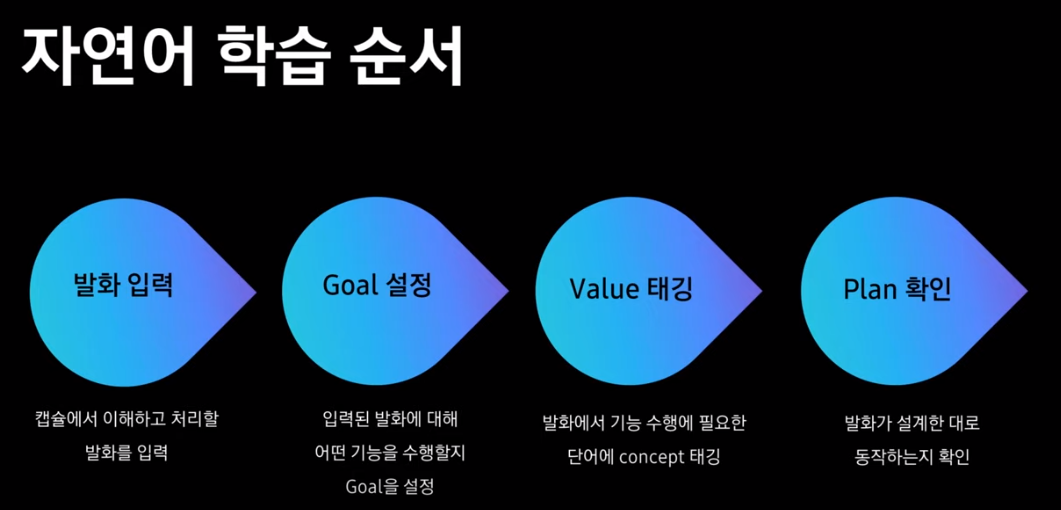 자연어 학습 순서
발화 입력
캡슐에서 이해하고 처리할
발화를 입력
Goal 설정
입력된 발화에 대해
어떤 기능을 수행할지
Goal을 설정
Value 태깅
발화에서 기능 수행에 필요한
단어에 concept 태깅
Plan 확인
발화가 설계한 대로
동작하는지 확인